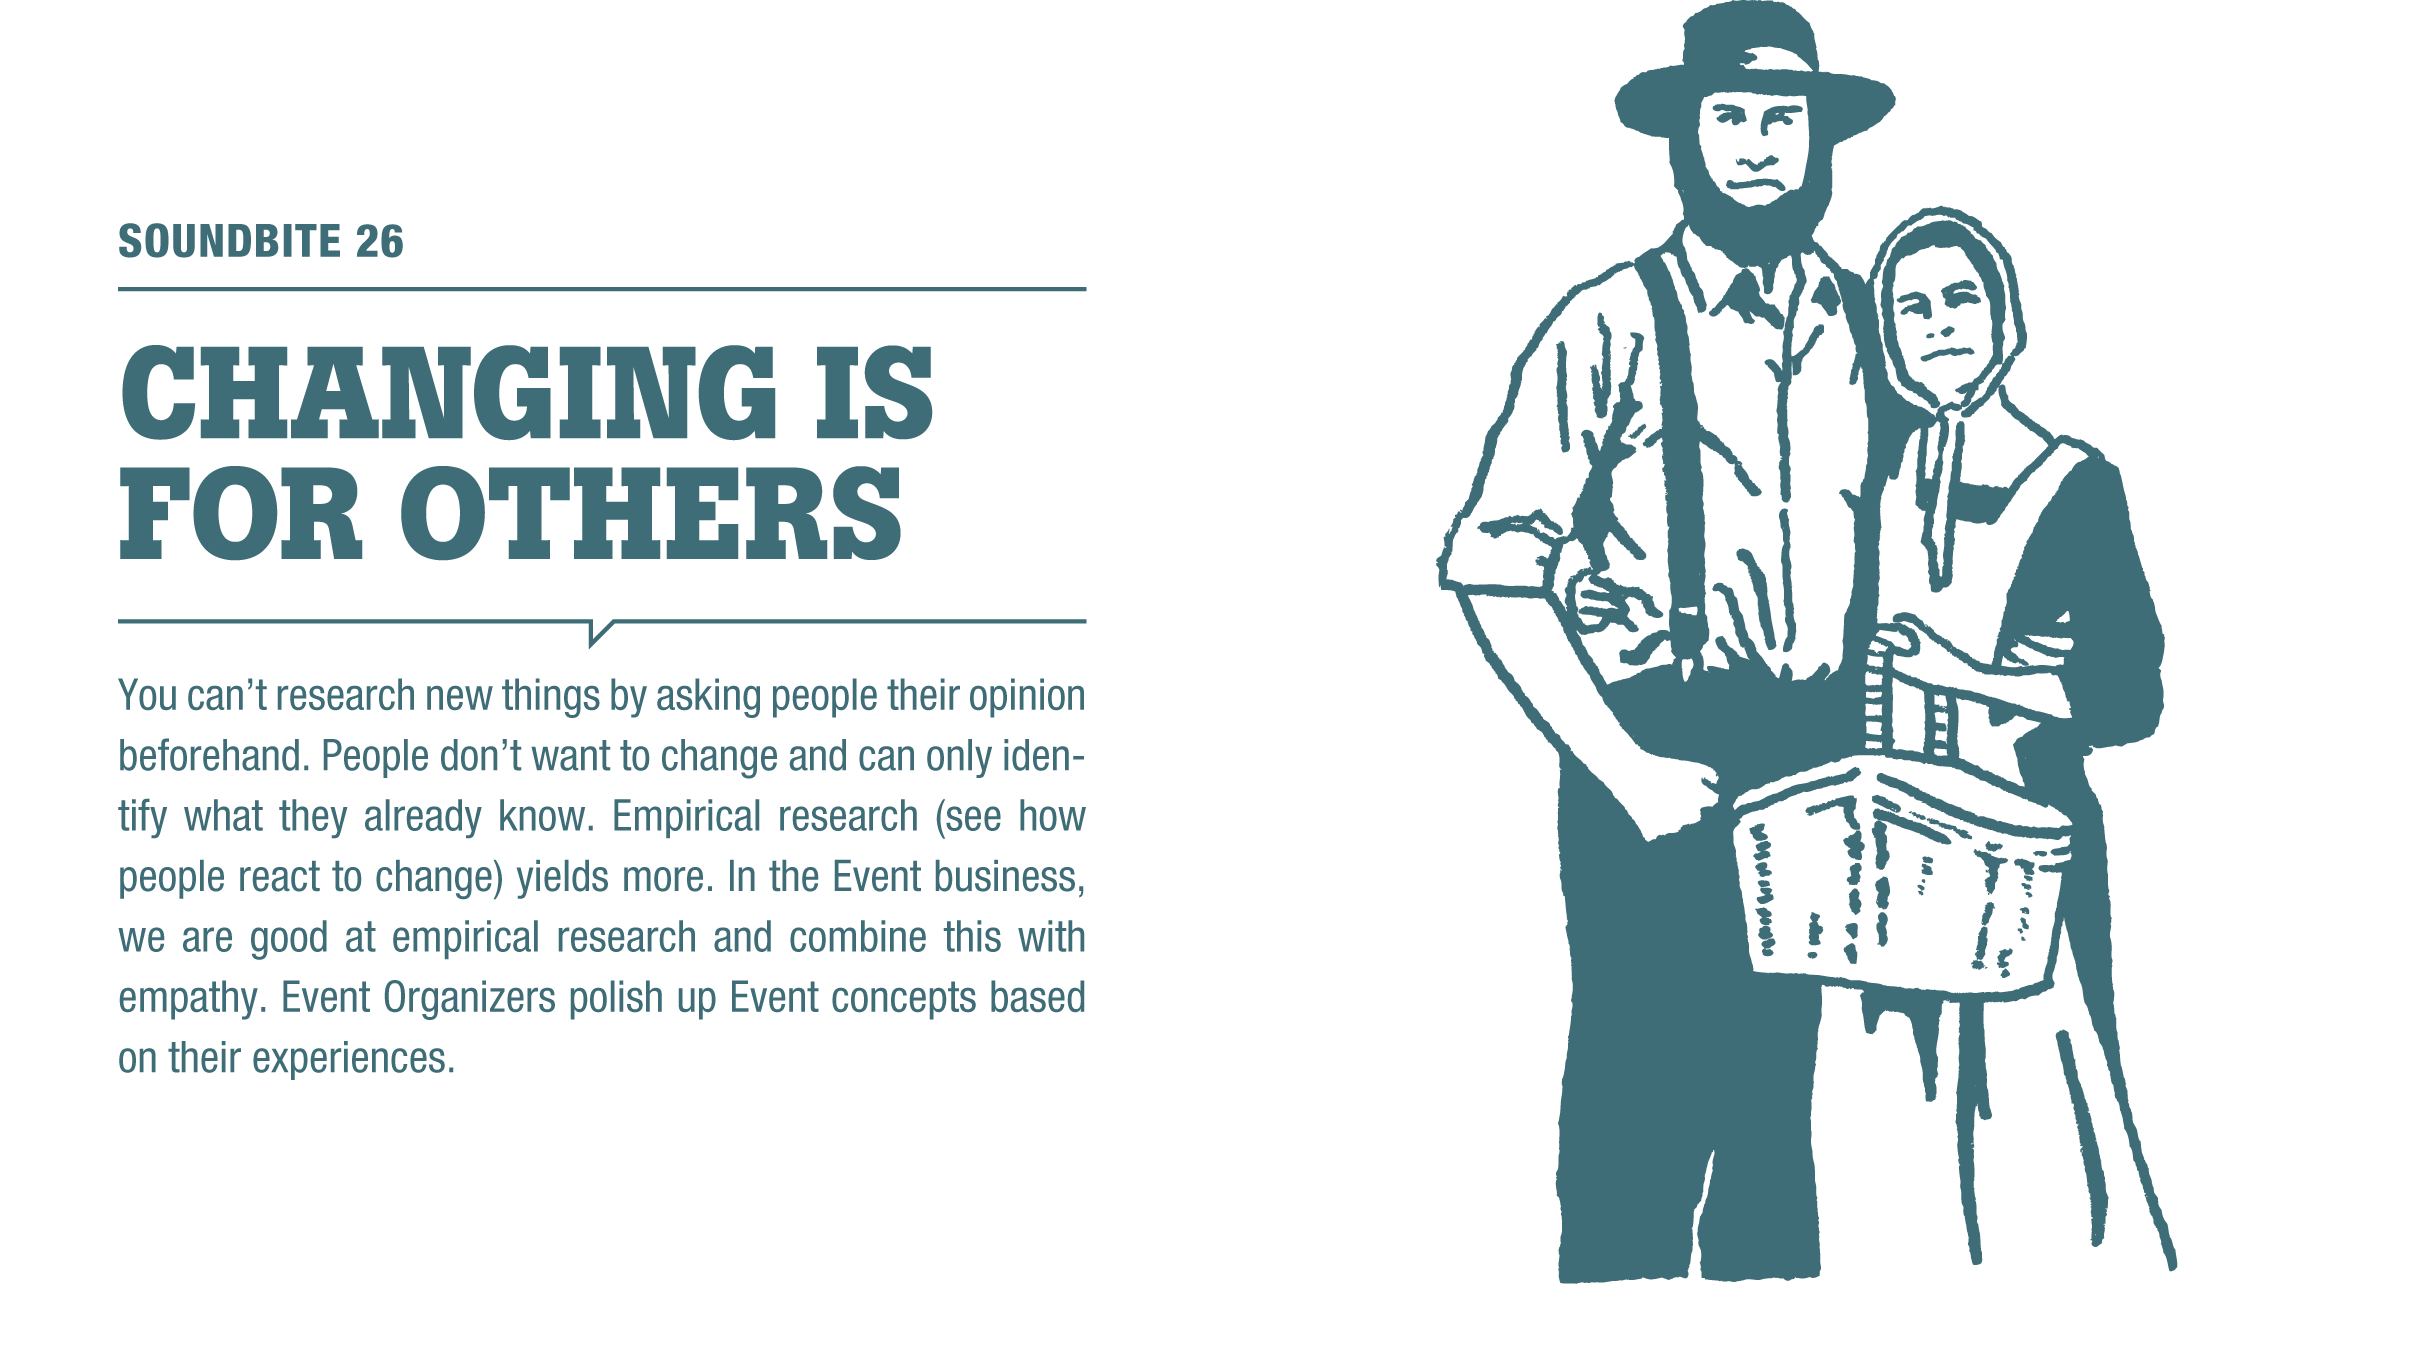 SOUNDBITE 26
CHANGING IS
FOR OTHERS
You can’t research new things by asking people their opinion
beforehand. People don’t want to change and can only iden-
tify what they already know. Empirical research (see how
people react to change) yields more. In the Event business,
we are good at empirical research and combine this with
empathy. Event Organizers polish up Event concepts based
on their experiences.